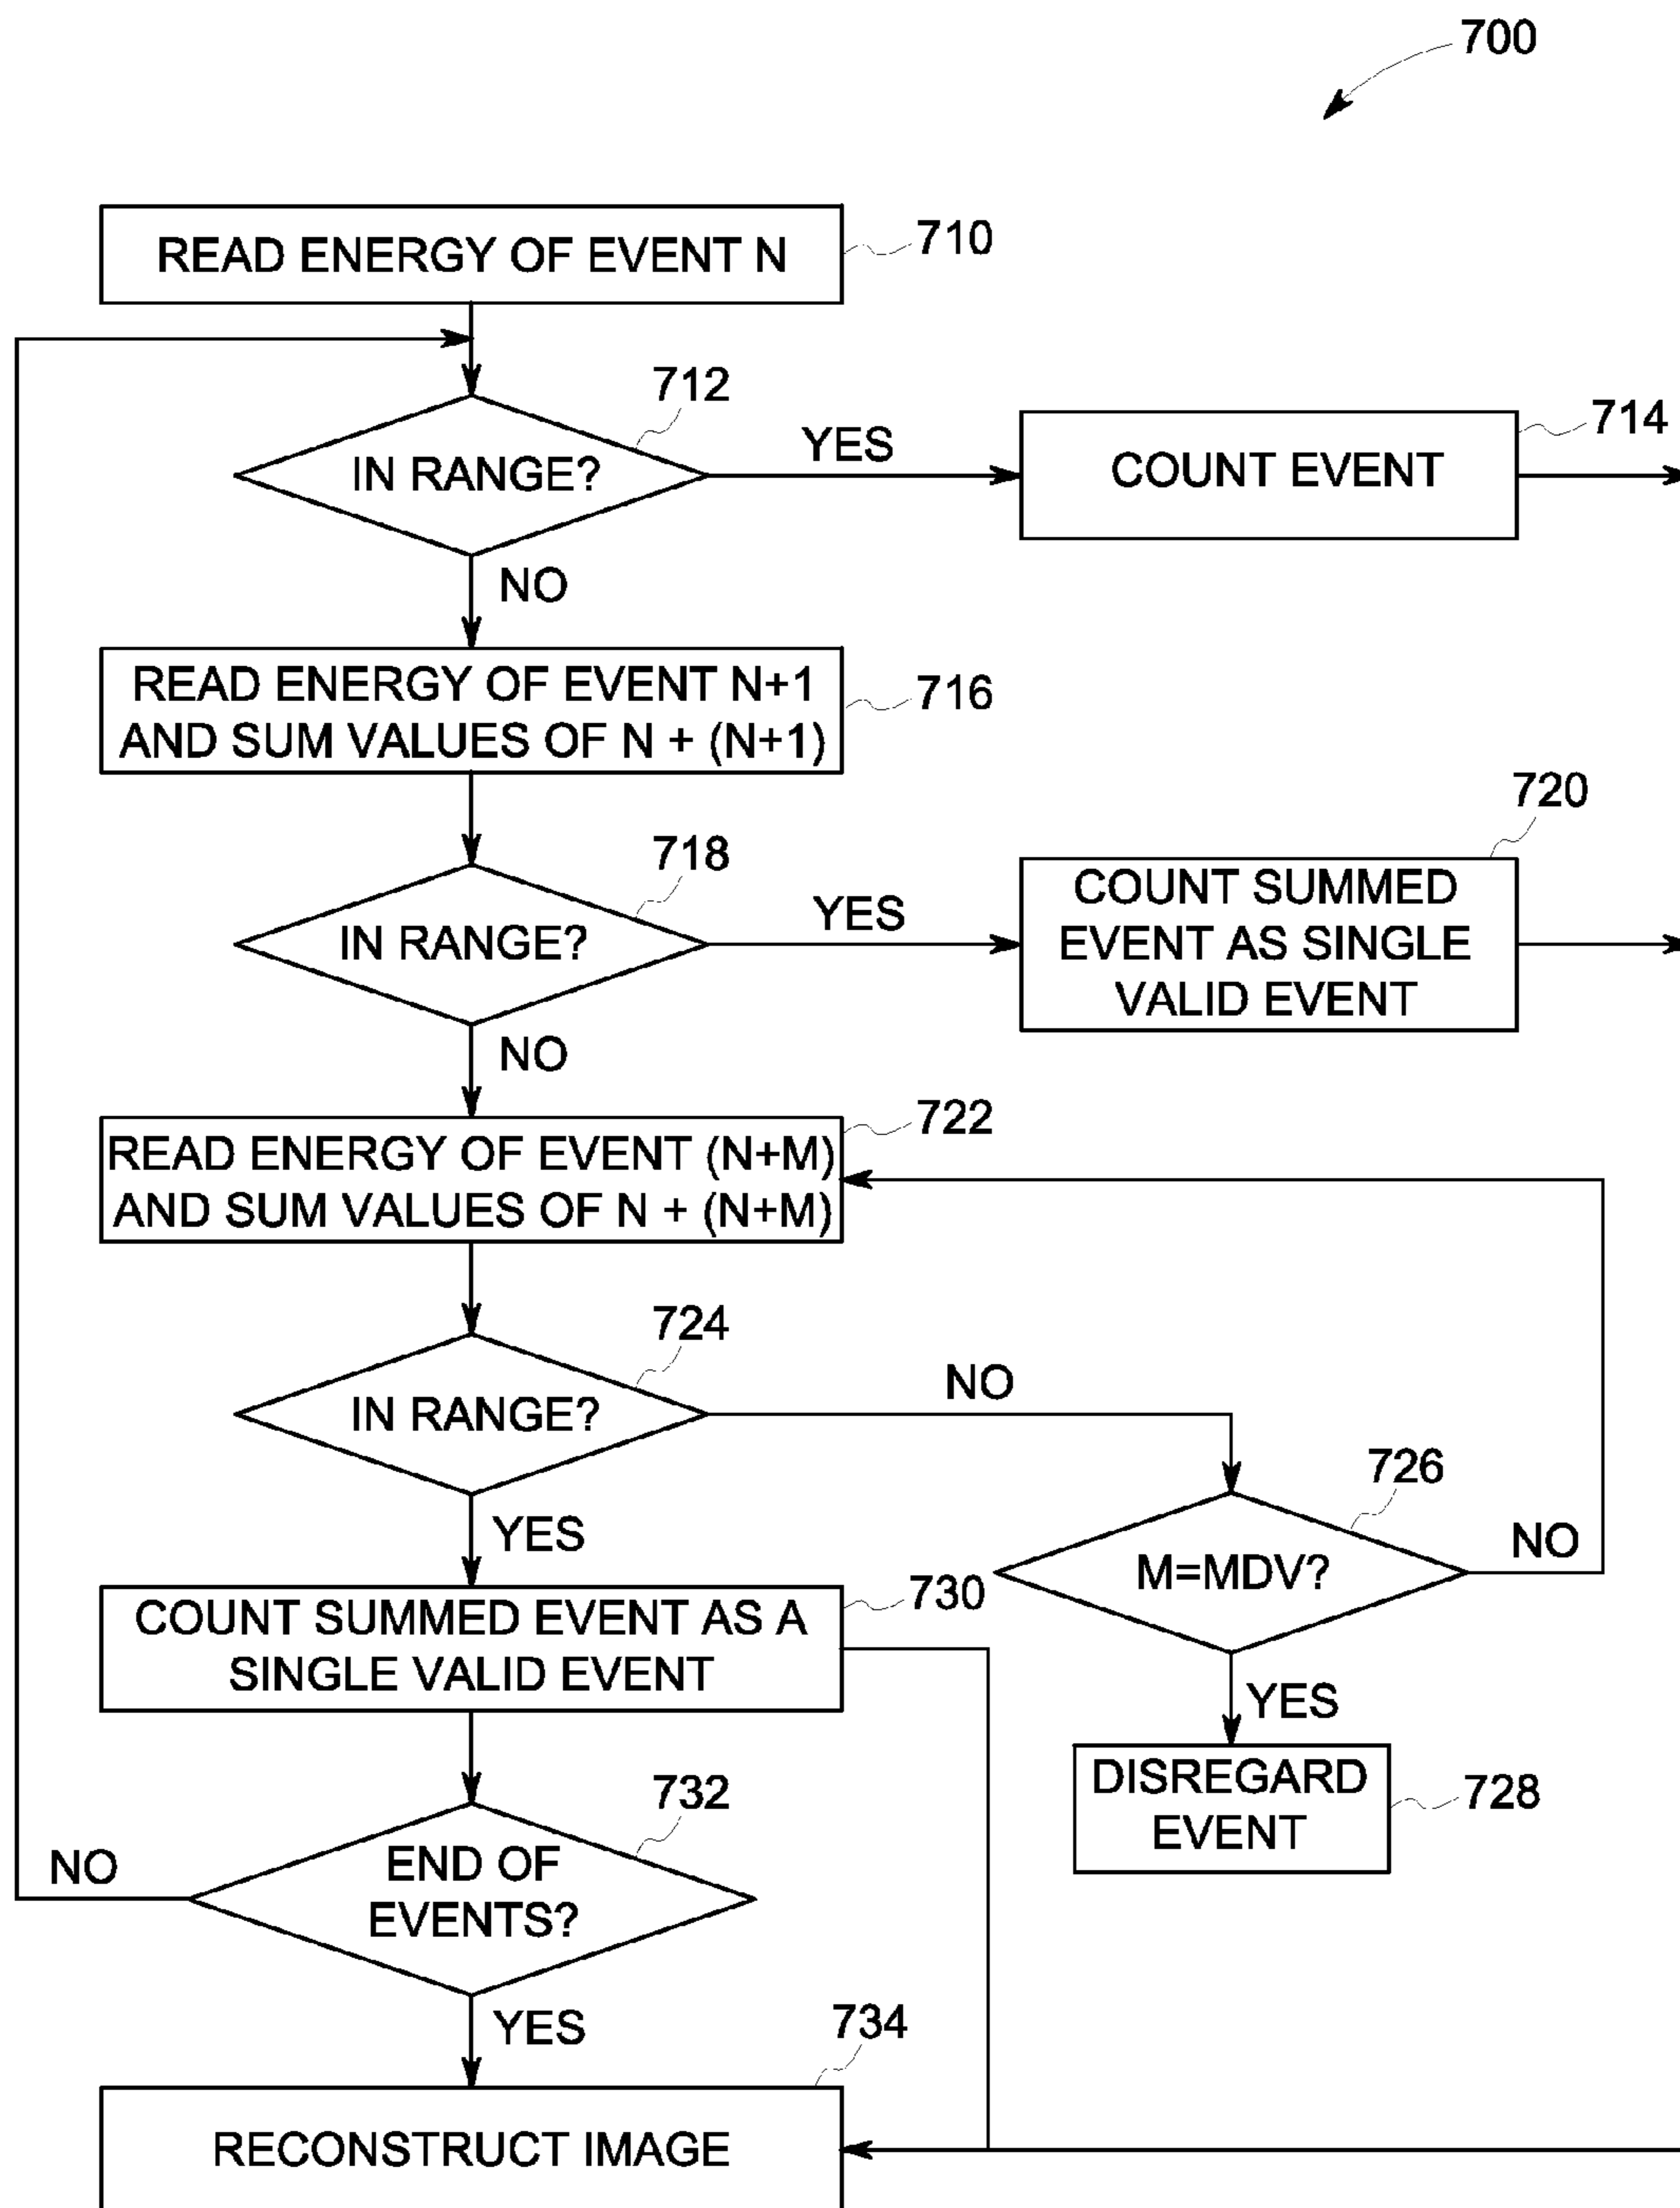 700
READ ENERGY OF EVENT N
710
712
IN RANGE?
YES
COUNT EVENT
714
NO
READ ENERGY OF EVENT N+1
AND SUM VALUES OF N + (N+1)
716
718
IN RANGE?
YES
720
COUNT SUMMED
EVENT AS SINGLE
VALID EVENT
NO
722
READ ENERGY OF EVENT (N+M)
AND SUM VALUES OF N + (N+M)
724
IN RANGE?
NO
726
M=MDV?
NO
YES
730
COUNT SUMMED EVENT AS A
SINGLE VALID EVENT
YES
DISREGARD
EVENT
728
732
END OF
EVENTS?
NO
YES
734
RECONSTRUCT IMAGE